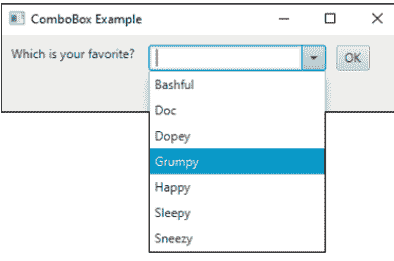 ComboBox Example
Which is your favorite?
OK
Bashful
Doc
Dopey
Grumpy
Happy
Sleepy
Sneezy